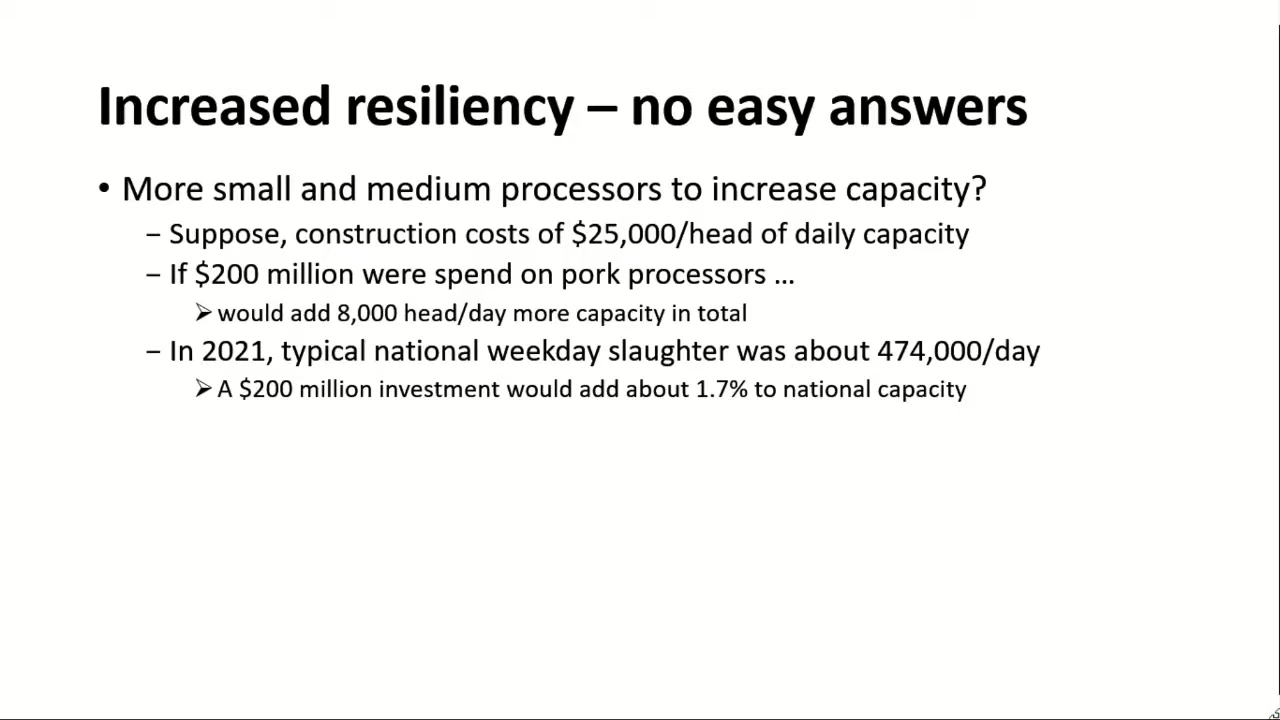 Increased resiliency – no easy answers
• More small and medium processors to increase capacity?
– Suppose, construction costs of $25,000/head of daily capacity
– If $200 million were spend on pork processors …
➢ would add 8,000 head/day more capacity in total
– In 2021, typical national weekday slaughter was about 474,000/day
➢ A $200 million investment would add about 1.7% to national capacity